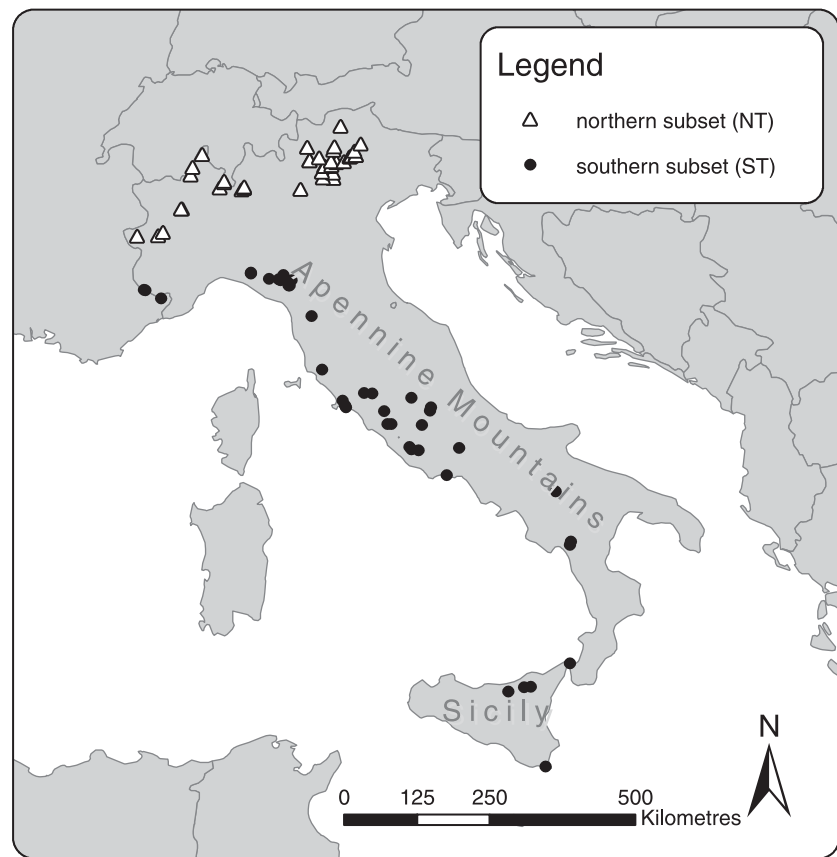 Legend
northern subset (NT)
southern subset (ST)
Apennine Mountains
Sicily
N
0 125 250 500
Kilometres